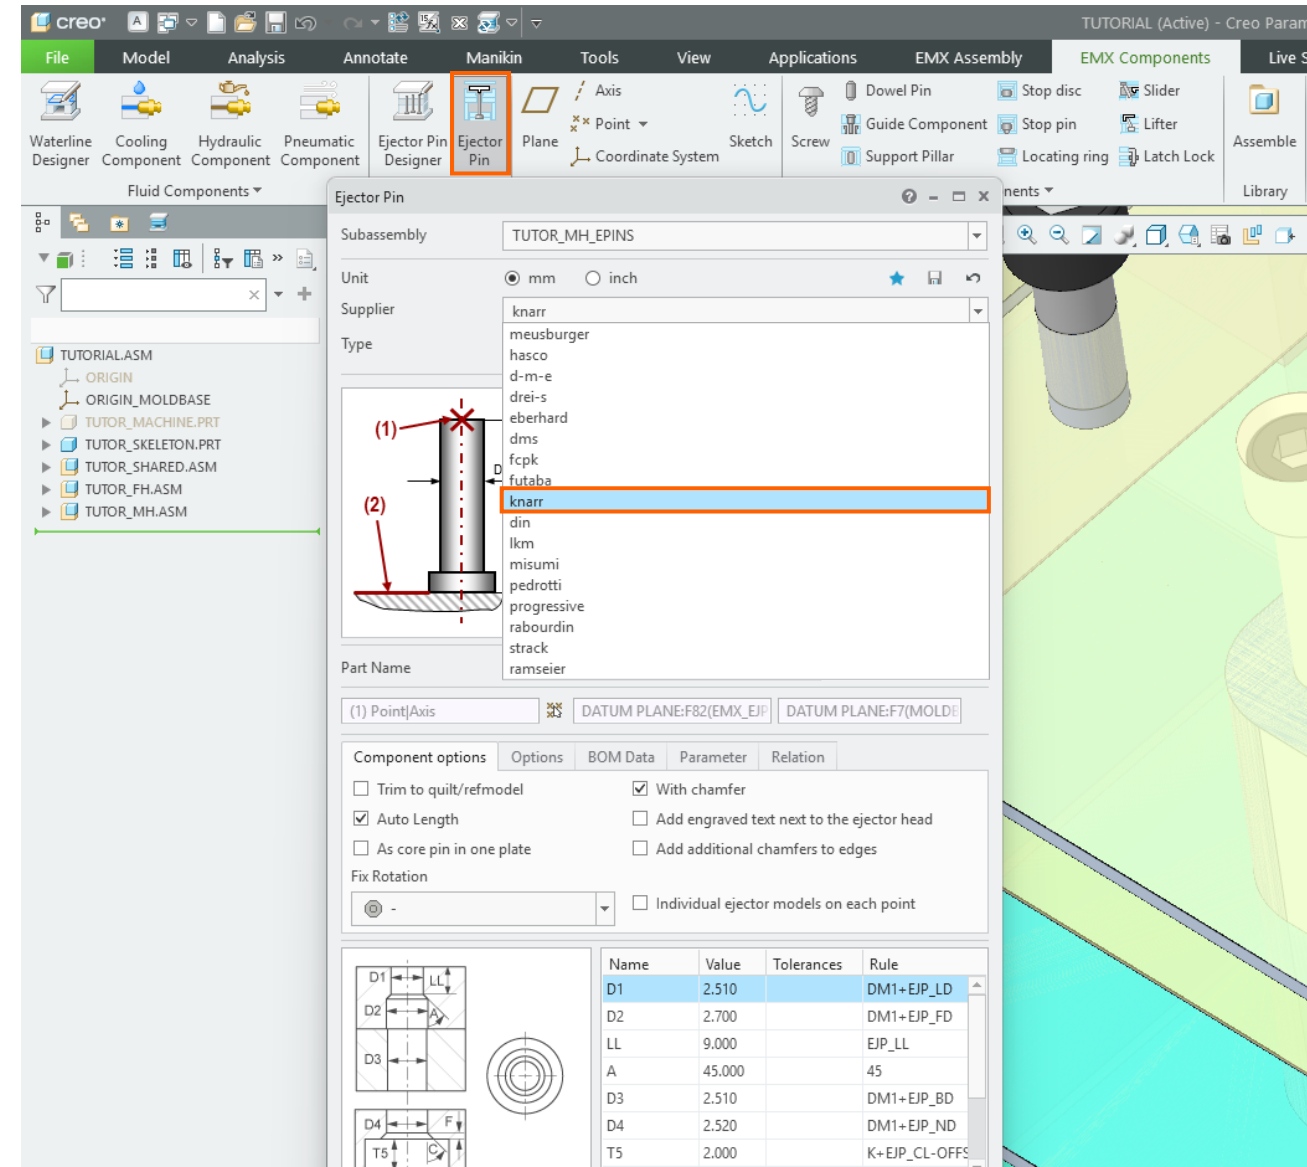 creo
TUTORIAL (Active) - Creo Param
File Model Analysis Annotate Manikin Tools View Applications EMX Assembly EMX Components Live S
Waterline Designer
Cooling Component
Hydraulic Component
Pneumatic Component
Ejector Pin Designer
Ejector Pin
Plane
Axis
Point
Coordinate System
Sketch
Screw
Dowel Pin
Guide Component
Support Pillar
Stop disc
Stop pin
Locating ring
Slider
Lifter
Latch Lock
Assemble
Fluid Components
nents
Library
Ejector Pin
Subassembly TUTOR_MH_EPINS
Unit mm inch
Supplier knarr
Type
meusburger
hasco
d-m-e
drei-s
eberhard
dms
fcpk
futaba
knarr
din
lkm
misumi
pedrotti
progressive
rabourdin
strack
ramseier
TUTORIAL.ASM
ORIGIN
ORIGIN_MOLDBASE
TUTOR_MACHINE.PRT
TUTOR_SKELETON.PRT
TUTOR_SHARED.ASM
TUTOR_FH.ASM
TUTOR_MH.ASM
(1)
D
(2)
Part Name
(1) Point|Axis DATUM PLANE:F82(EMX_EJP DATUM PLANE:F7(MOLDB
Component options Options BOM Data Parameter Relation
Trim to quilt/refmodel With chamfer
Auto Length Add engraved text next to the ejector head
As core pin in one plate Add additional chamfers to edges
Fix Rotation
- Individual ejector models on each point
D1 LL
D2 A
D3
D4 F
T5 C
Name Value Tolerances Rule
D1 2.510 DM1+EJP_LD
D2 2.700 DM1+EJP_FD
LL 9.000 EJP_LL
A 45.000 45
D3 2.510 DM1+EJP_BD
D4 2.520 DM1+EJP_ND
T5 2.000 K+EJP_CL-OFFS